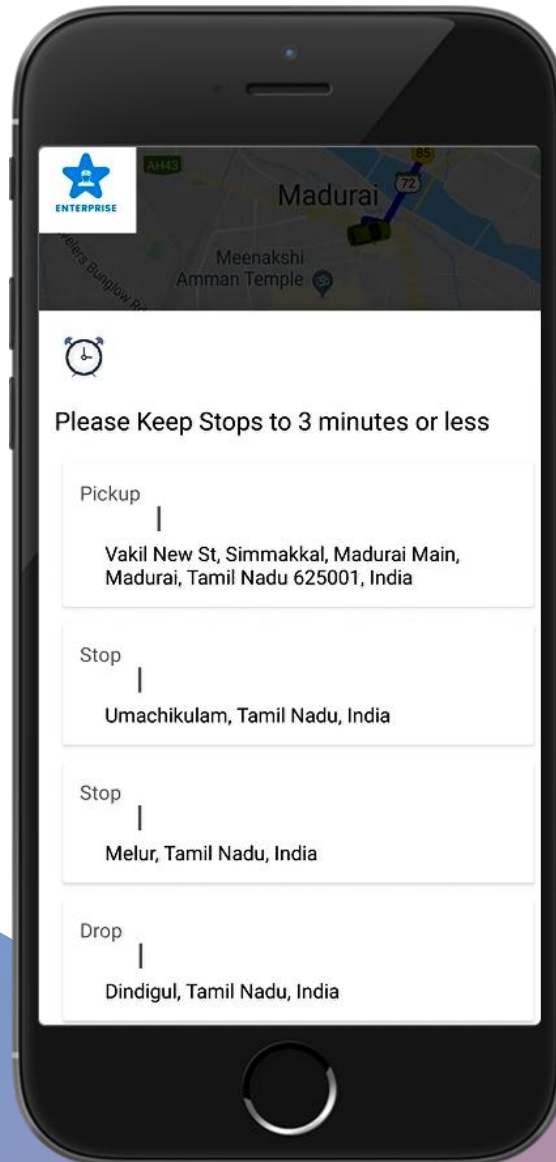 ENTERPRISE
AH43
85
72
Madurai
Meenakshi
Amman Temple
Please Keep Stops to 3 minutes or less
Pickup
Vakil New St, Simmakkal, Madurai Main,
Madurai, Tamil Nadu 625001, India
Stop
Umachikulam, Tamil Nadu, India
Stop
Melur, Tamil Nadu, India
Drop
Dindigul, Tamil Nadu, India